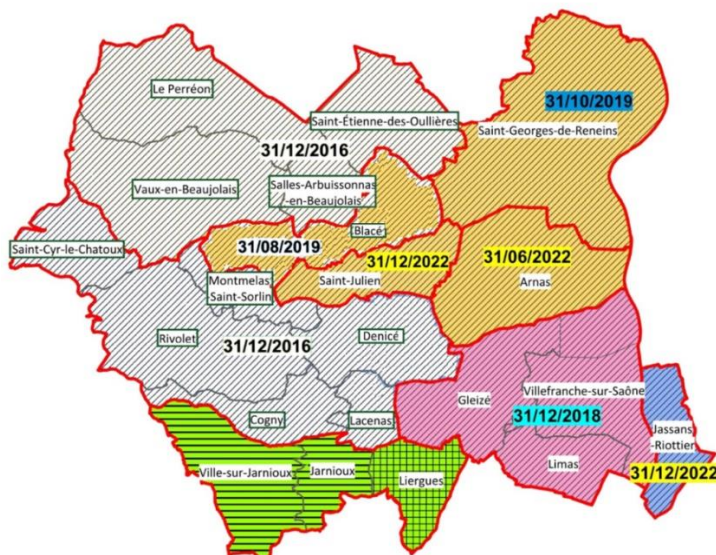 Le Perréon
31/10/2019
Saint-Étienne-des-Oullières
Saint-Georges-de-Reneins
31/12/2016
Vaux-en-Beaujolais
Salles-Arbuissonnas
en-Beaujolais
Blacé
Saint-Cyr-le-Chatoux
31/08/2019
31/12/2022
31/06/2022
Montmelas
Saint-Sorlin
Saint-Julien
Arnas
Rivolet
Denicé
31/12/2016
Villefranche-sur-Saône
Gleizé
Cogny
Lacenas
31/12/2018
Jassans
-Riottier
Ville-sur-Jarnioux
Jarnioux
Liergues
Limas
31/12/2022